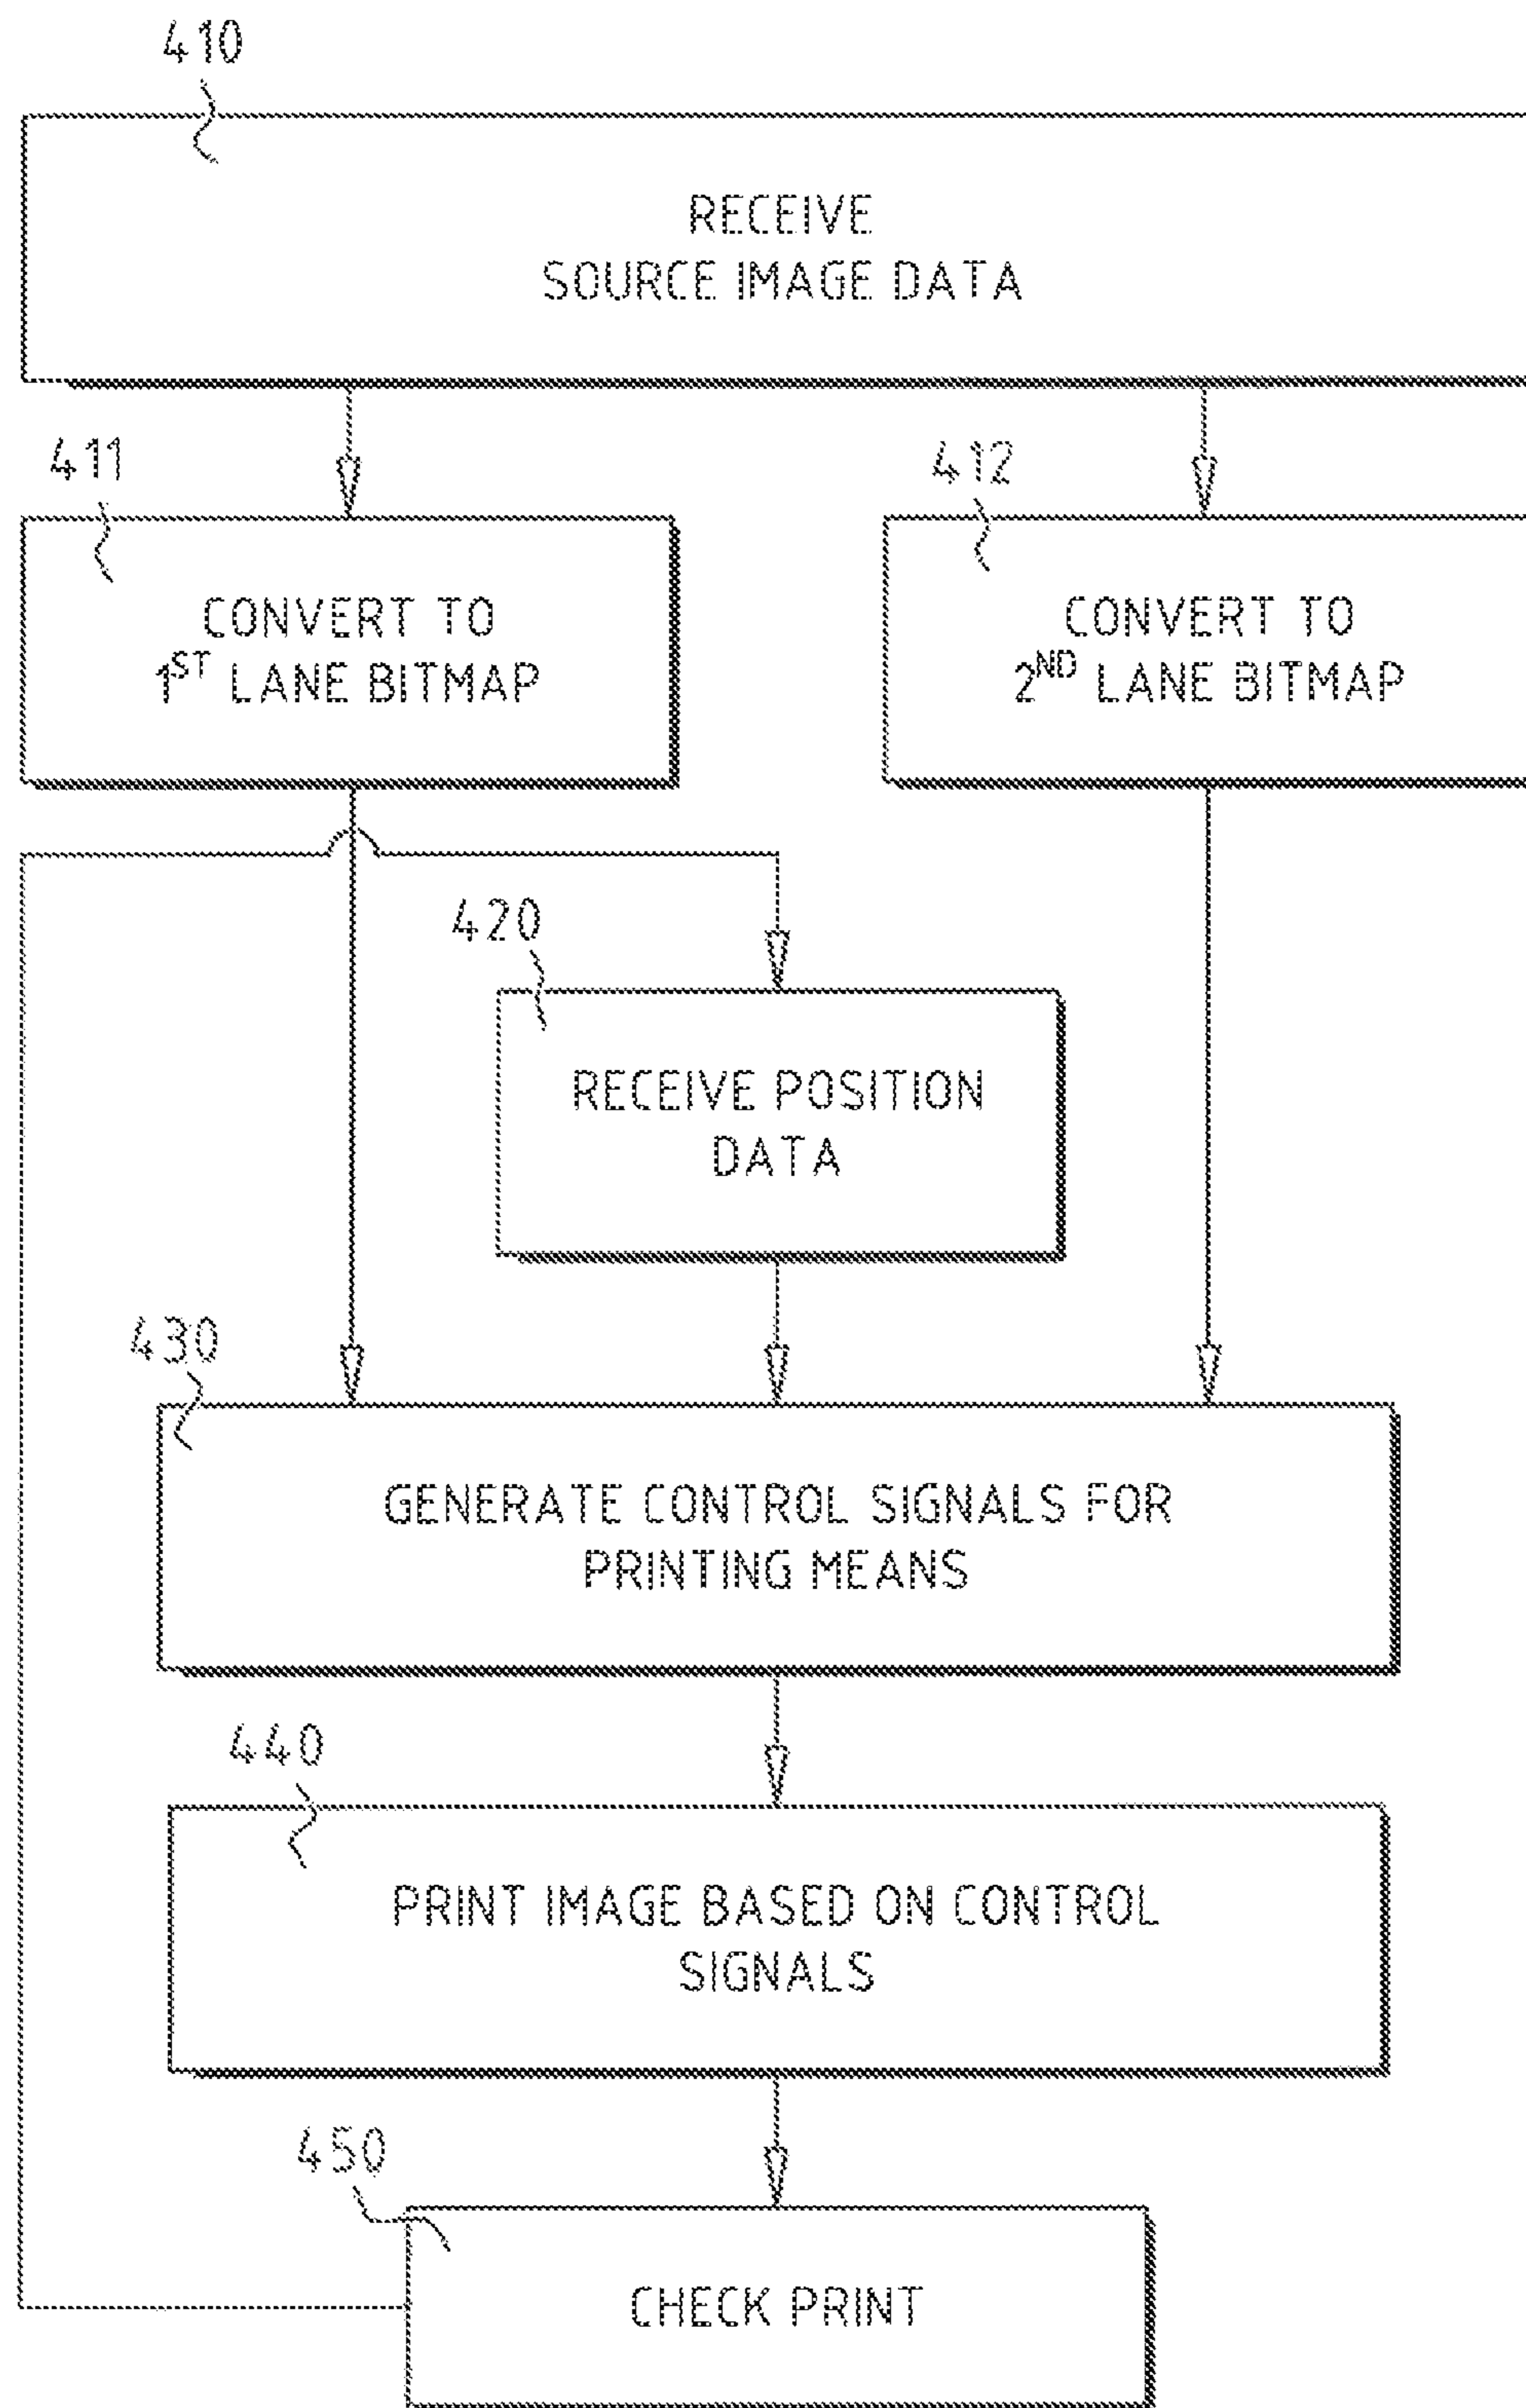 410
RECEIVE
SOURCE IMAGE DATA
411
CONVERT TO
1ST LANE BITMAP
412
CONVERT TO
2ND LANE BITMAP
420
RECEIVE POSITION
DATA
430
GENERATE CONTROL SIGNALS FOR
PRINTING MEANS
440
PRINT IMAGE BASED ON CONTROL
SIGNALS
450
CHECK PRINT